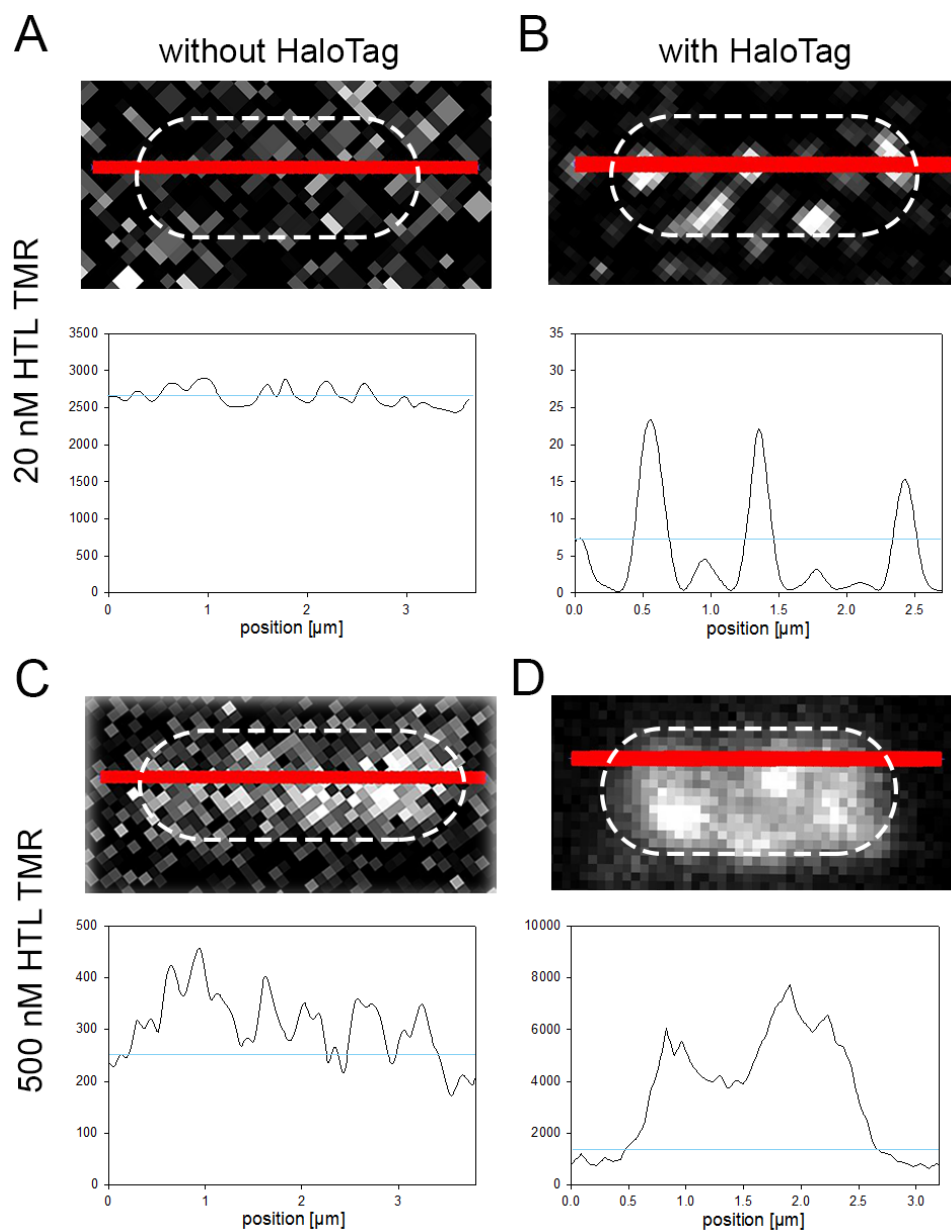 A
without HaloTag
B
with HaloTag
20 nM HTL TMR
3500
3000
2500
2000
1500
1000
500
0
0 1 2 3
position [µm]
35
30
25
20
15
10
5
0
0.0 0.5 1.0 1.5 2.0 2.5
position [µm]
C
D
500 nM HTL TMR
500
400
300
200
100
0
0 1 2 3
position [µm]
10000
8000
6000
4000
2000
0
0.0 0.5 1.0 1.5 2.0 2.5 3.0
position [µm]